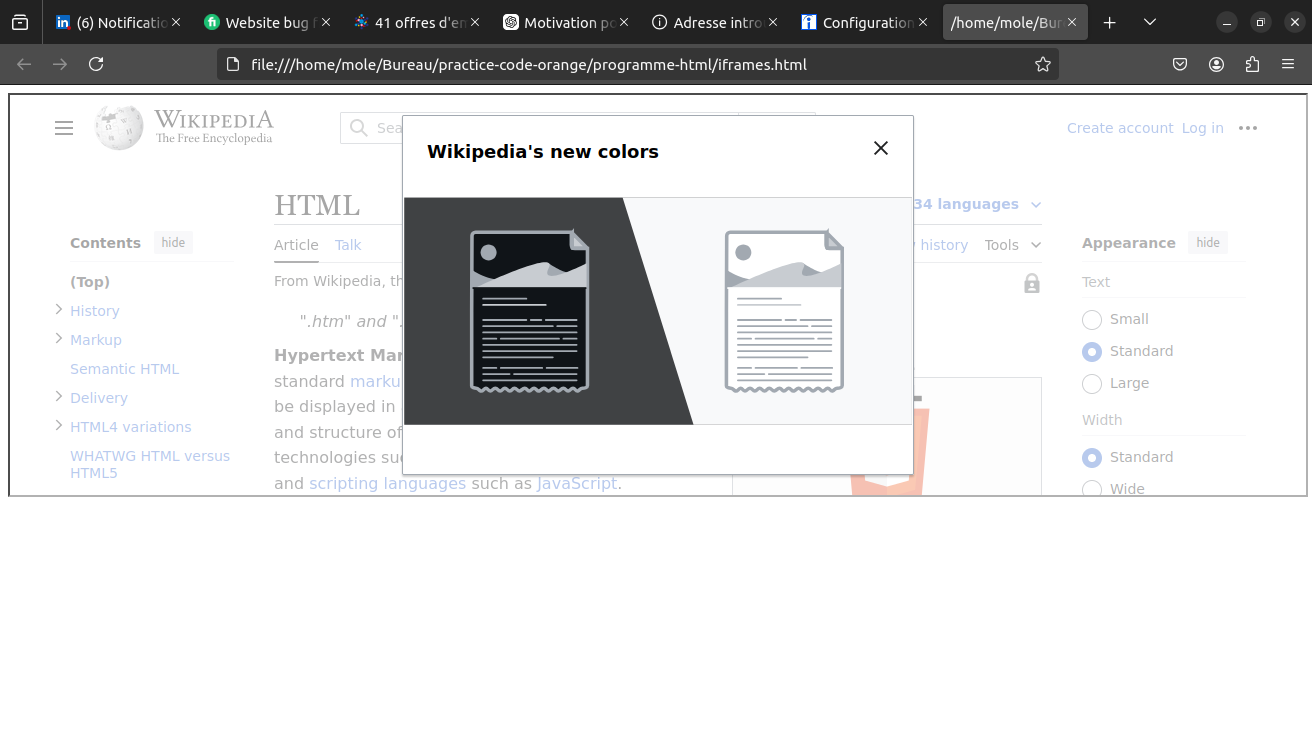 (6) Notificatio
Website bug f
41 offres d'em
Motivation po
Adresse intro
Configuration
/home/mole/Bur
file:///home/mole/Bureau/practice-code-orange/programme-html/iframes.html
WIKIPEDIA
The Free Encyclopedia
Sea
Create account Log in
Wikipedia's new colors
HTML
34 languages
Contents hide
Article Talk
history Tools
Appearance hide
(Top)
From Wikipedia, th
Text
History
".htm" and ".
Small
Markup
Hypertext Mar
Standard
Semantic HTML
standard marku
Large
Delivery
be displayed in
Width
HTML4 variations
and structure of
WHATWG HTML versus
HTML5
technologies suc
Standard
and scripting languages such as JavaScript.
Wide